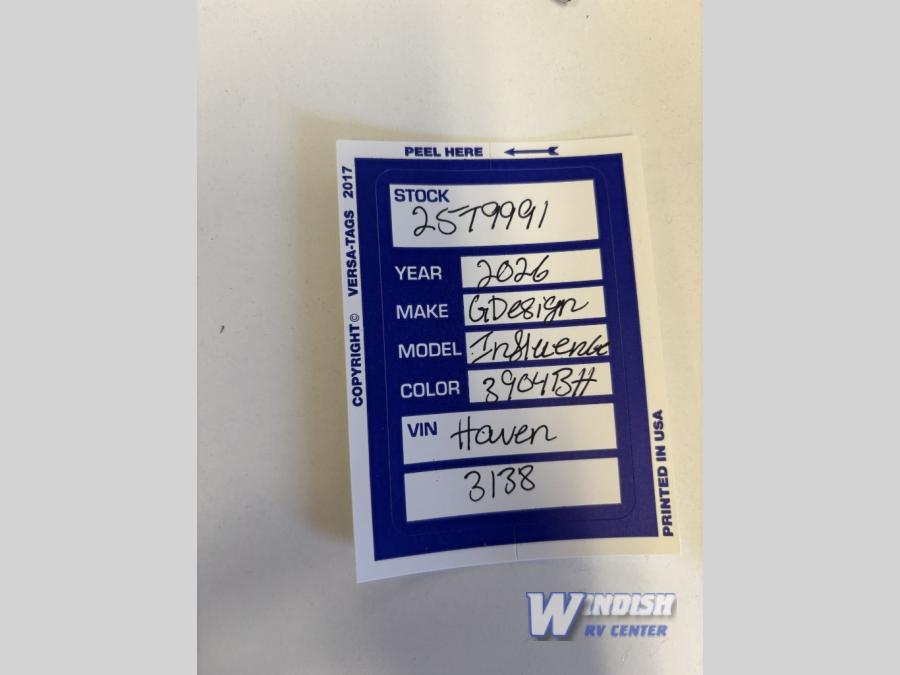 PEEL HERE
COPYRIGHT © VERSA-TAGS 2017
STOCK
25T9991
YEAR 2026
MAKE GDesign
MODEL Influence
COLOR 3904BH
VIN Haven
3138
PRINTED IN USA
WINDISH
RV CENTER